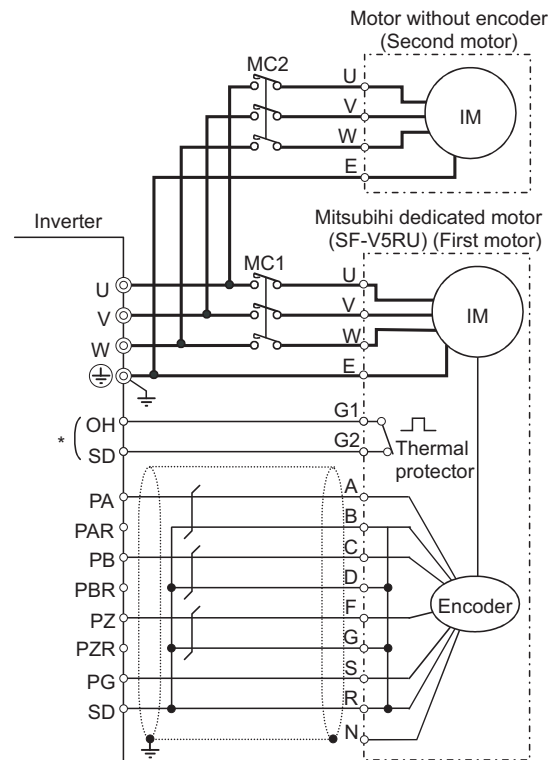 Motor without encoder
(Second motor)
MC2
U
V
W
E
IM
Inverter
Mitsubihi dedicated motor
(SF-V5RU) (First motor)
MC1
U
V
W
U
V
W
E
IM
* OH
SD
G1
G2
Thermal
protector
PA
PAR
PB
PBR
PZ
PZR
PG
SD
A
B
C
D
F
G
S
R
N
Encoder